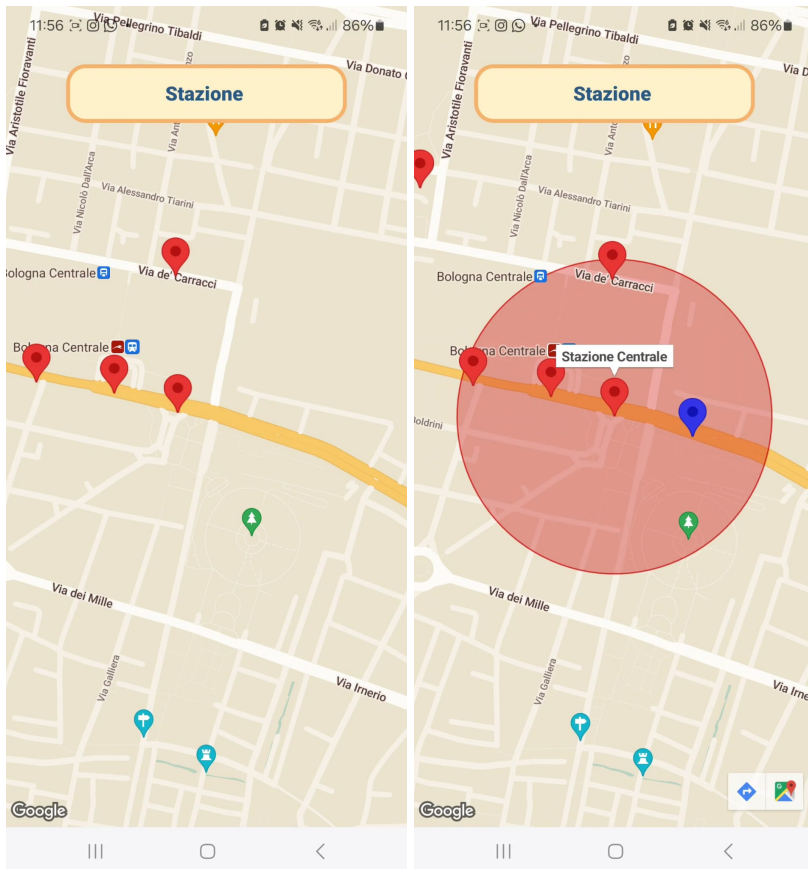 11:56
86%
Via Pellegrino Tibaldi
Via Donato
Via Aristotile Fioravanti
Stazione
Via Nicolò Dall'Arca
Via Alessandro Tiarini
Bologna Centrale
Via de' Carracci
Bologna Centrale
Via dei Mille
Via Galliera
Via Irnerio
Google
11:56
86%
Via Pellegrino Tibaldi
Via D
Via Aristotile Fioravanti
Stazione
Via Nicolò Dall'Arca
Via Alessandro Tiarini
Bologna Centrale
Via de' Carracci
Centrale
Stazione Centrale
Boldrini
Via dei Mille
Via Galliera
Via Irne
Google